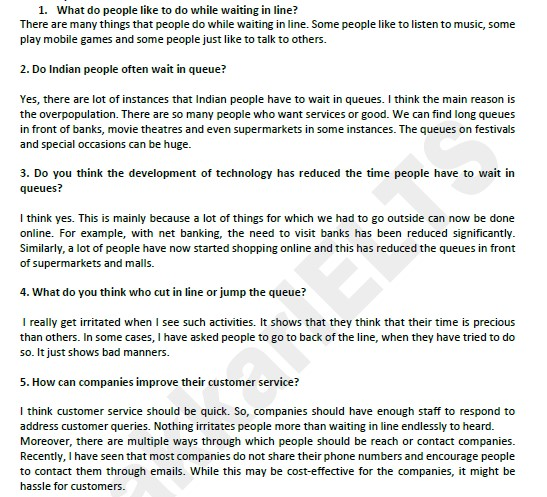 1. What do people like to do while waiting in line?
There are many things that people do while waiting in line. Some people like to listen to music, some
play mobile games and some people just like to talk to others.
2. Do Indian people often wait in queue?
Yes, there are lot of instances that Indian people have to wait in queues. I think the main reason is
the overpopulation. There are so many people who want services or good. We can find long queues
in front of banks, movie theatres and even supermarkets in some instances. The queues on festivals
and special occasions can be huge.
3. Do you think the development of technology has reduced the time people have to wait in
queues?
I think yes. This is mainly because a lot of things for which we had to go outside can now be done
online. For example, with net banking, the need to visit banks has been reduced significantly.
Similarly, a lot of people have now started shopping online and this has reduced the queues in front
of supermarkets and malls.
4. What do you think who cut in line or jump the queue?
I really get irritated when I see such activities. It shows that they think that their time is precious
than others. In some cases, I have asked people to go to back of the line, when they have tried to do
so. It just shows bad manners.
5. How can companies improve their customer service?
I think customer service should be quick. So, companies should have enough staff to respond to
address customer queries. Nothing irritates people more than waiting in line endlessly to heard.
Moreover, there are multiple ways through which people should be reach or contact companies.
Recently, I have seen that most companies do not share their phone numbers and encourage people
to contact them through emails. While this may be cost-effective for the companies, it might be
hassle for customers.